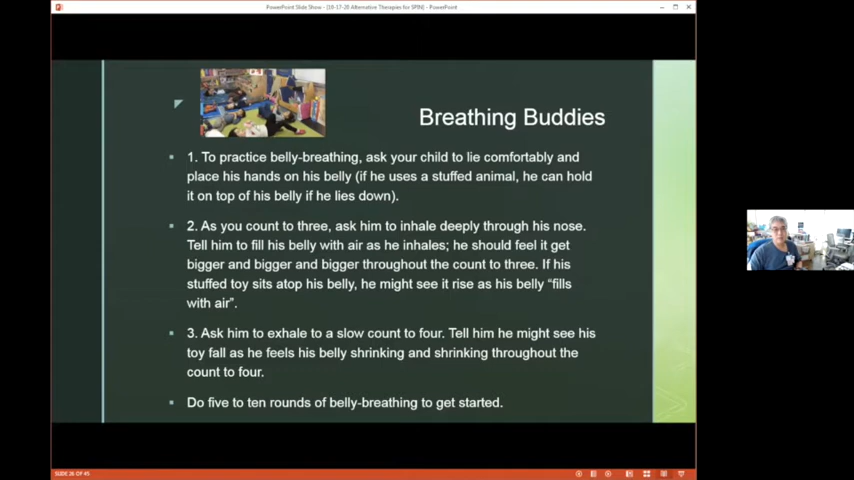 PowerPoint Slide Show - [10-17-20 Alternative Therapies for SPIN] - PowerPoint
Breathing Buddies
1. To practice belly-breathing, ask your child to lie comfortably and
place his hands on his belly (if he uses a stuffed animal, he can hold
it on top of his belly if he lies down).
2. As you count to three, ask him to inhale deeply through his nose.
Tell him to fill his belly with air as he inhales; he should feel it get
bigger and bigger and bigger throughout the count to three. If his
stuffed toy sits atop his belly, he might see it rise as his belly “fills
with air”.
3. Ask him to exhale to a slow count to four. Tell him he might see his
toy fall as he feels his belly shrinking and shrinking throughout the
count to four.
Do five to ten rounds of belly-breathing to get started.
SLIDE 26 OF 45